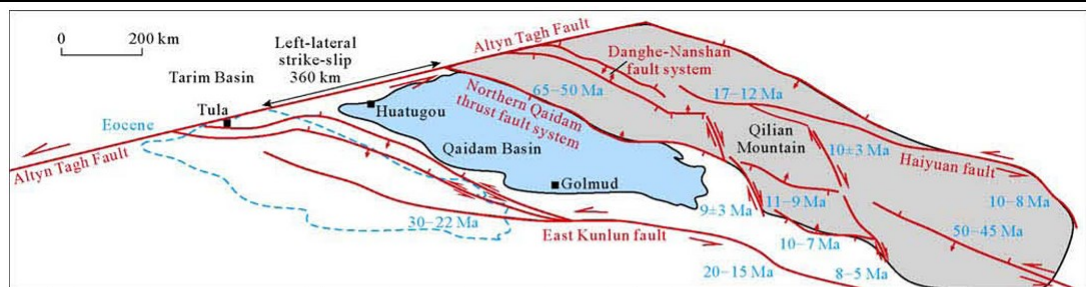 0
200 km
Left-lateral
strike-slip
360 km
Altyn Tagh Fault
Danghe-Nanshan
fault system
Tarim Basin
Tula
Eocene
Huatugou
65–50 Ma
Northern Qaidam
thrust fault system
17–12 Ma
Qilian
Mountain
10±3 Ma
Haiyuan fault
Qaidam Basin
Altyn Tagh Fault
Golmud
9±3 Ma
11–9 Ma
10–8 Ma
30–22 Ma
East Kunlun fault
10–7 Ma
50–45 Ma
20–15 Ma
8–5 Ma